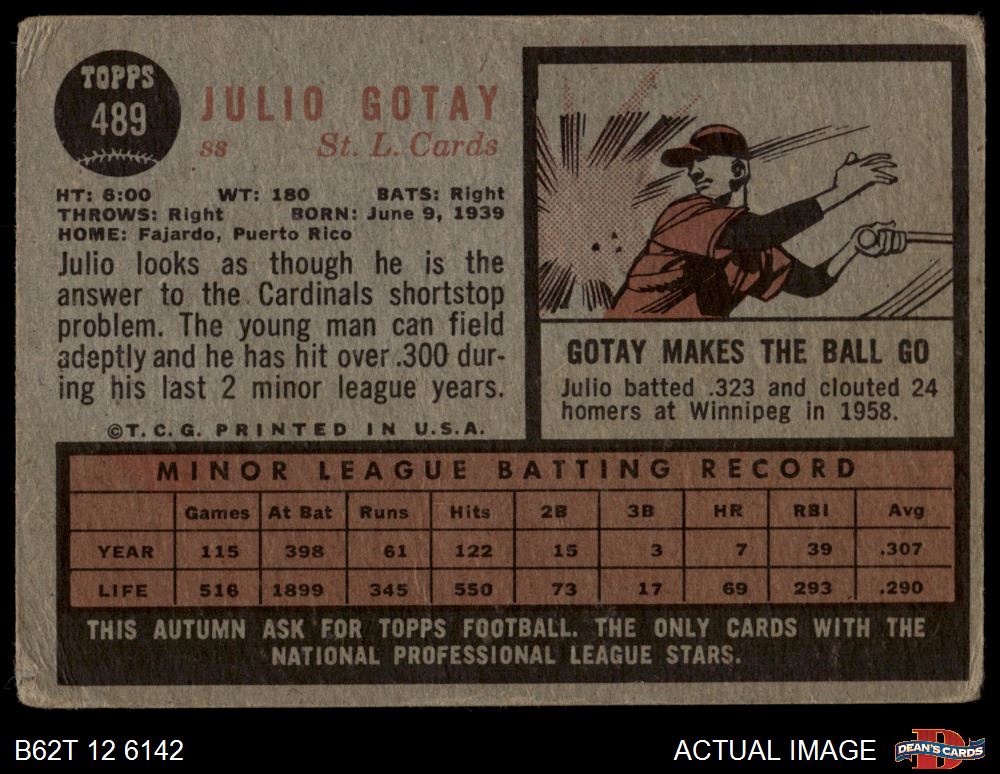 TOPPS
489
JULIO GOTAY
ss St. L. Cards
HT: 6:00 WT: 180 BATS: Right
THROWS: Right BORN: June 9, 1939
HOME: Fajardo, Puerto Rico
Julio looks as though he is the
answer to the Cardinals shortstop
problem. The young man can field
adeptly and he has hit over .300 dur-
ing his last 2 minor league years.
©T.C.G. PRINTED IN U.S.A.
GOTAY MAKES THE BALL GO
Julio batted .323 and clouted 24
homers at Winnipeg in 1958.
MINOR LEAGUE BATTING RECORD
Games At Bat Runs Hits 2B 3B HR RBI Avg
YEAR 115 398 61 122 15 3 7 39 .307
LIFE 516 1899 345 550 73 17 69 293 .290
THIS AUTUMN ASK FOR TOPPS FOOTBALL. THE ONLY CARDS WITH THE
NATIONAL PROFESSIONAL LEAGUE STARS.
B62T 12 6142 ACTUAL IMAGE DEAN'S CARDS